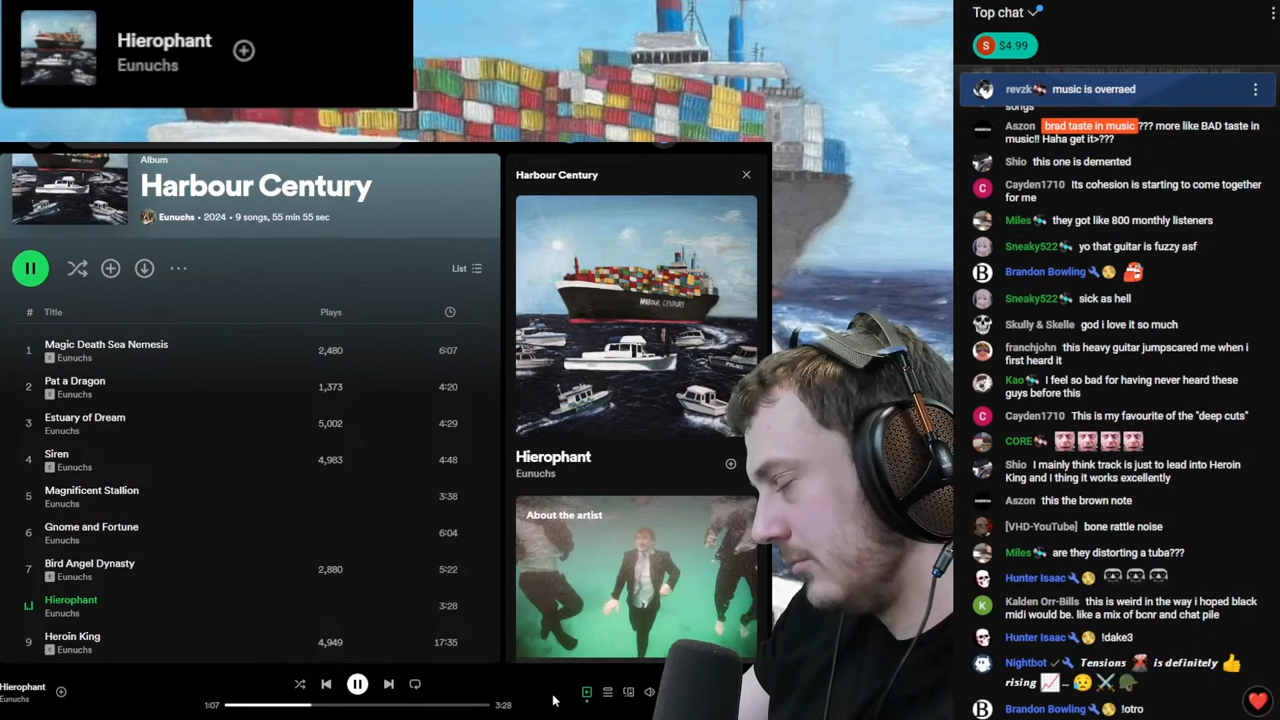 Hierophant
Eunuchs
Album
Harbour Century
Eunuchs • 2024 • 9 songs, 55 min 55 sec
List
# Title Plays
1 Magic Death Sea Nemesis 2,480 6:07
E Eunuchs
2 Pat a Dragon 1,373 4:20
E Eunuchs
3 Estuary of Dream 5,002 4:29
Eunuchs
4 Siren 4,983 4:48
E Eunuchs
5 Magnificent Stallion 3:38
Eunuchs
6 Gnome and Fortune 6:04
Eunuchs
7 Bird Angel Dynasty 2,880 5:22
E Eunuchs
Hierophant 3:28
Eunuchs
9 Heroin King 4,949 17:35
E Eunuchs
Harbour Century
HARBOUR CENTURY
POLICE
Hierophant
Eunuchs
About the artist
Hierophant
Eunuchs
1:07 3:28
Top chat
S $4.99
revzk music is overraed
songs
Aszon brad taste in music??? more like BAD taste in
music!! Haha get it>???
Shio this one is demented
Cayden1710 Its cohesion is starting to come together
for me
Miles they got like 800 monthly listeners
Sneaky522 yo that guitar is fuzzy asf
Brandon Bowling
Sneaky522 sick as hell
Skully & Skelle god i love it so much
franchjohn this heavy guitar jumpscared me when i
first heard it
Kao I feel so bad for having never heard these
guys before this
Cayden1710 This is my favourite of the "deep cuts"
CORE
Shio I mainly think track is just to lead into Heroin
King and I thing it works excellently
Aszon this the brown note
[VHD-YouTube] bone rattle noise
Miles are they distorting a tuba???
Hunter Isaac
Kalden Orr-Bills this is weird in the way i hoped black
midi would be. like a mix of bcnr and chat pile
Hunter Isaac !dake3
Nightbot Tensions 🌋 is definitely 👍
rising 📈... 😥 ⚔️ 🪖
Brandon Bowling !otro